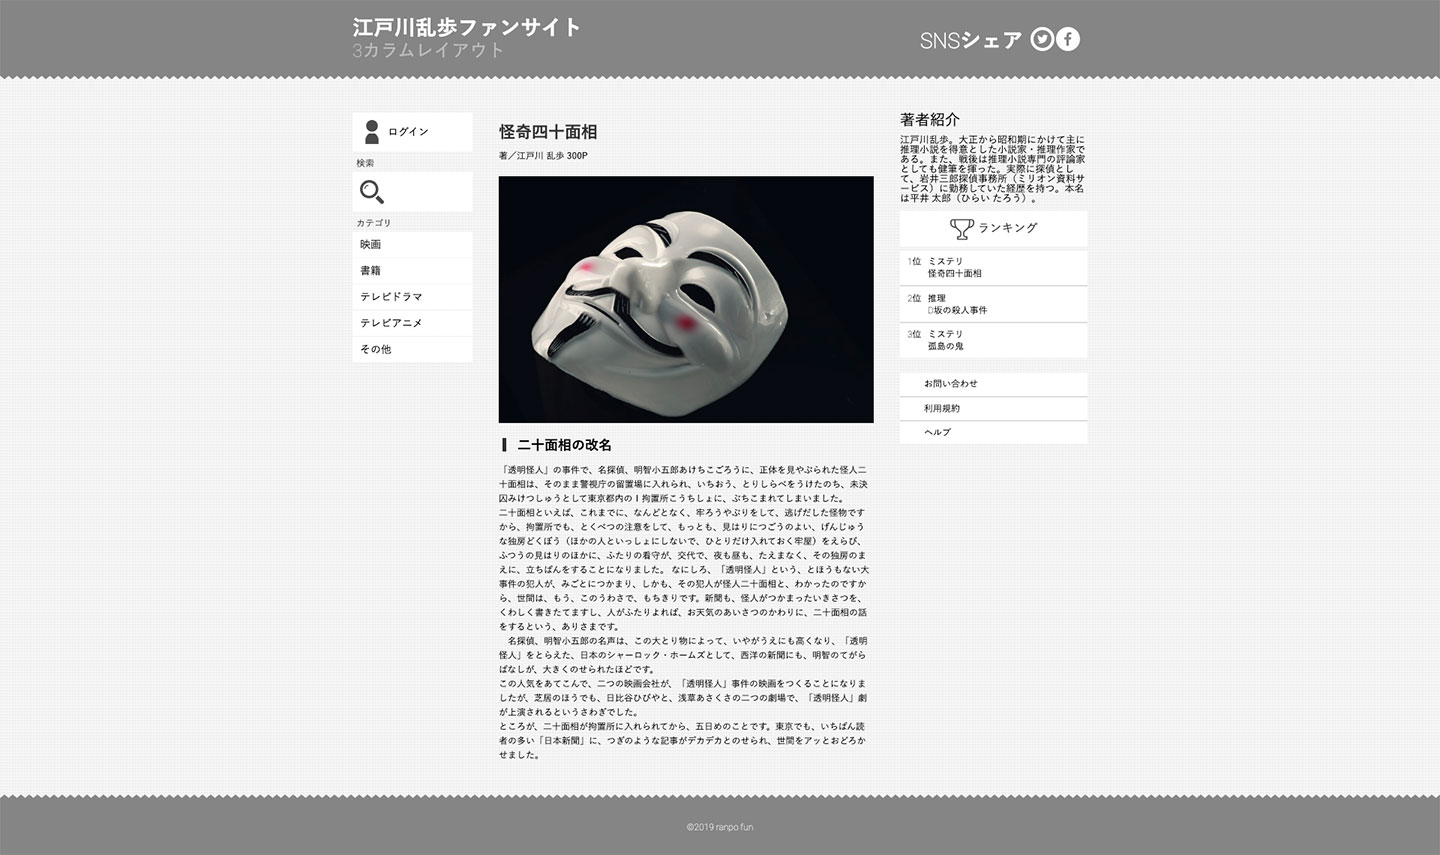 江戸川乱歩ファンサイト
3カラムレイアウト
SNSシェア
ログイン
検索
カテゴリ
映画
書籍
テレビドラマ
テレビアニメ
その他
怪奇四十面相
著／江戸川 乱歩 300P
二十面相の改名
「透明怪人」の事件で、名探偵、明智小五郎あけちこごろうに、正体を見やぶられた怪人二
十面相は、そのまま警視庁の留置場に入れられ、いちおう、とりしらべをうけたのち、未決
囚みけつしゅうとして東京都内のＩ拘置所こうちしょに、ぶちこまれてしまいました。
二十面相といえば、これまでに、なんどとなく、牢ろうやぶりをして、逃げだした怪物です
から、拘置所でも、とくべつの注意をして、もっとも、見はりにつごうのよい、げんじゅう
な独房どくぼう（ほかの人といっしょにしないで、ひとりだけ入れておく牢屋）をえらび、
ふつうの見はりのほかに、ふたりの看守が、交代で、夜も昼も、たえまなく、その独房のま
えに、立ちばんをすることになりました。 なにしろ、「透明怪人」という、とほうもない大
事件の犯人が、みごとにつかまり、しかも、その犯人が怪人二十面相と、わかったのですか
ら、世間は、もう、このうわさで、もちきりです。新聞も、怪人がつかまったいきさつを、
くわしく書きたてますし、人がふたりよれば、お天気のあいさつのかわりに、二十面相の話
をするという、ありさまです。
　名探偵、明智小五郎の名声は、この大とり物によって、いやがうえにも高くなり、「透明
怪人」をとらえた、日本のシャーロック・ホームズとして、西洋の新聞にも、明智のてがら
ばなしが、大きくのせられたほどです。
この人気をあてこんで、二つの映画会社が、「透明怪人」事件の映画をつくることになりま
したが、芝居のほうでも、日比谷ひびやと、浅草あさくさの二つの劇場で、「透明怪人」劇
が上演されるというさわぎでした。
ところが、二十面相が拘置所に入れられてから、五日めのことです。東京でも、いちばん読
者の多い「日本新聞」に、つぎのような記事がデカデカとのせられ、世間をアッとおどろか
せました。
著者紹介
江戸川乱歩。大正から昭和期にかけて主に
推理小説を得意とした小説家・推理作家で
ある。また、戦後は推理小説専門の評論家
としても健筆を揮った。実際に探偵とし
て、岩井三郎探偵事務所（ミリオン資料サ
ービス）に勤務していた経歴を持つ。本名
は平井 太郎（ひらい たろう）。
ランキング
1位 ミステリ
怪奇四十面相
2位 推理
D坂の殺人事件
3位 ミステリ
孤島の鬼
お問い合わせ
利用規約
ヘルプ
©2019 ranpo fun